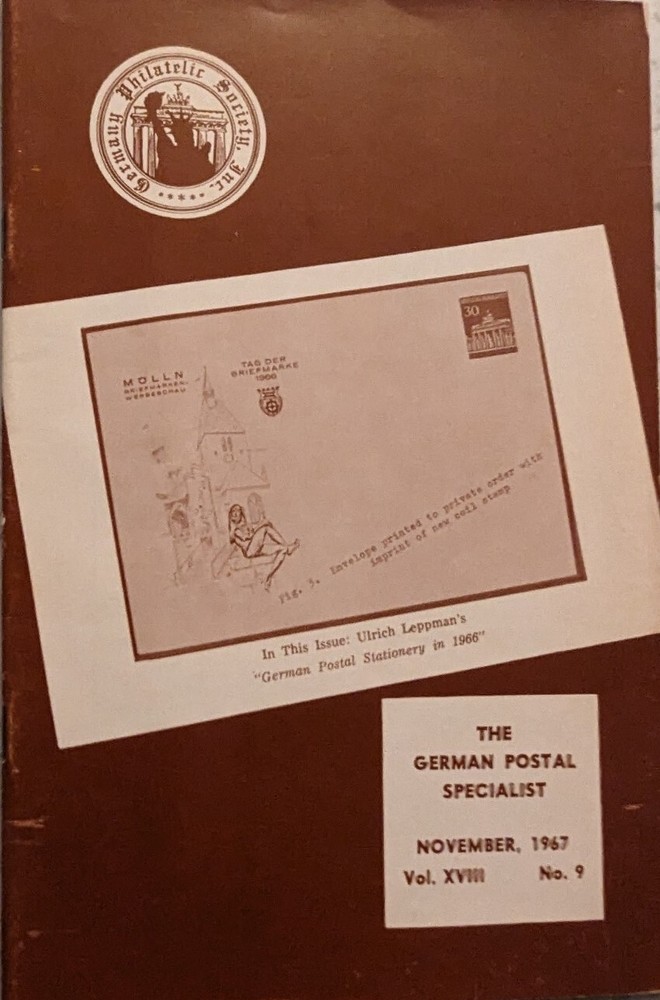 Germany Philatelic Society, Inc.
30
MÖLLN
BRIEFMARKEN-
WERBESCHAU
TAG DER
BRIEFMARKE
1966
Fig. 5. Envelope printed to private order with
imprint of new coil stamp
In This Issue: Ulrich Leppman's
"German Postal Stationery in 1966"
THE
GERMAN POSTAL
SPECIALIST
NOVEMBER, 1967
Vol. XVIII No. 9